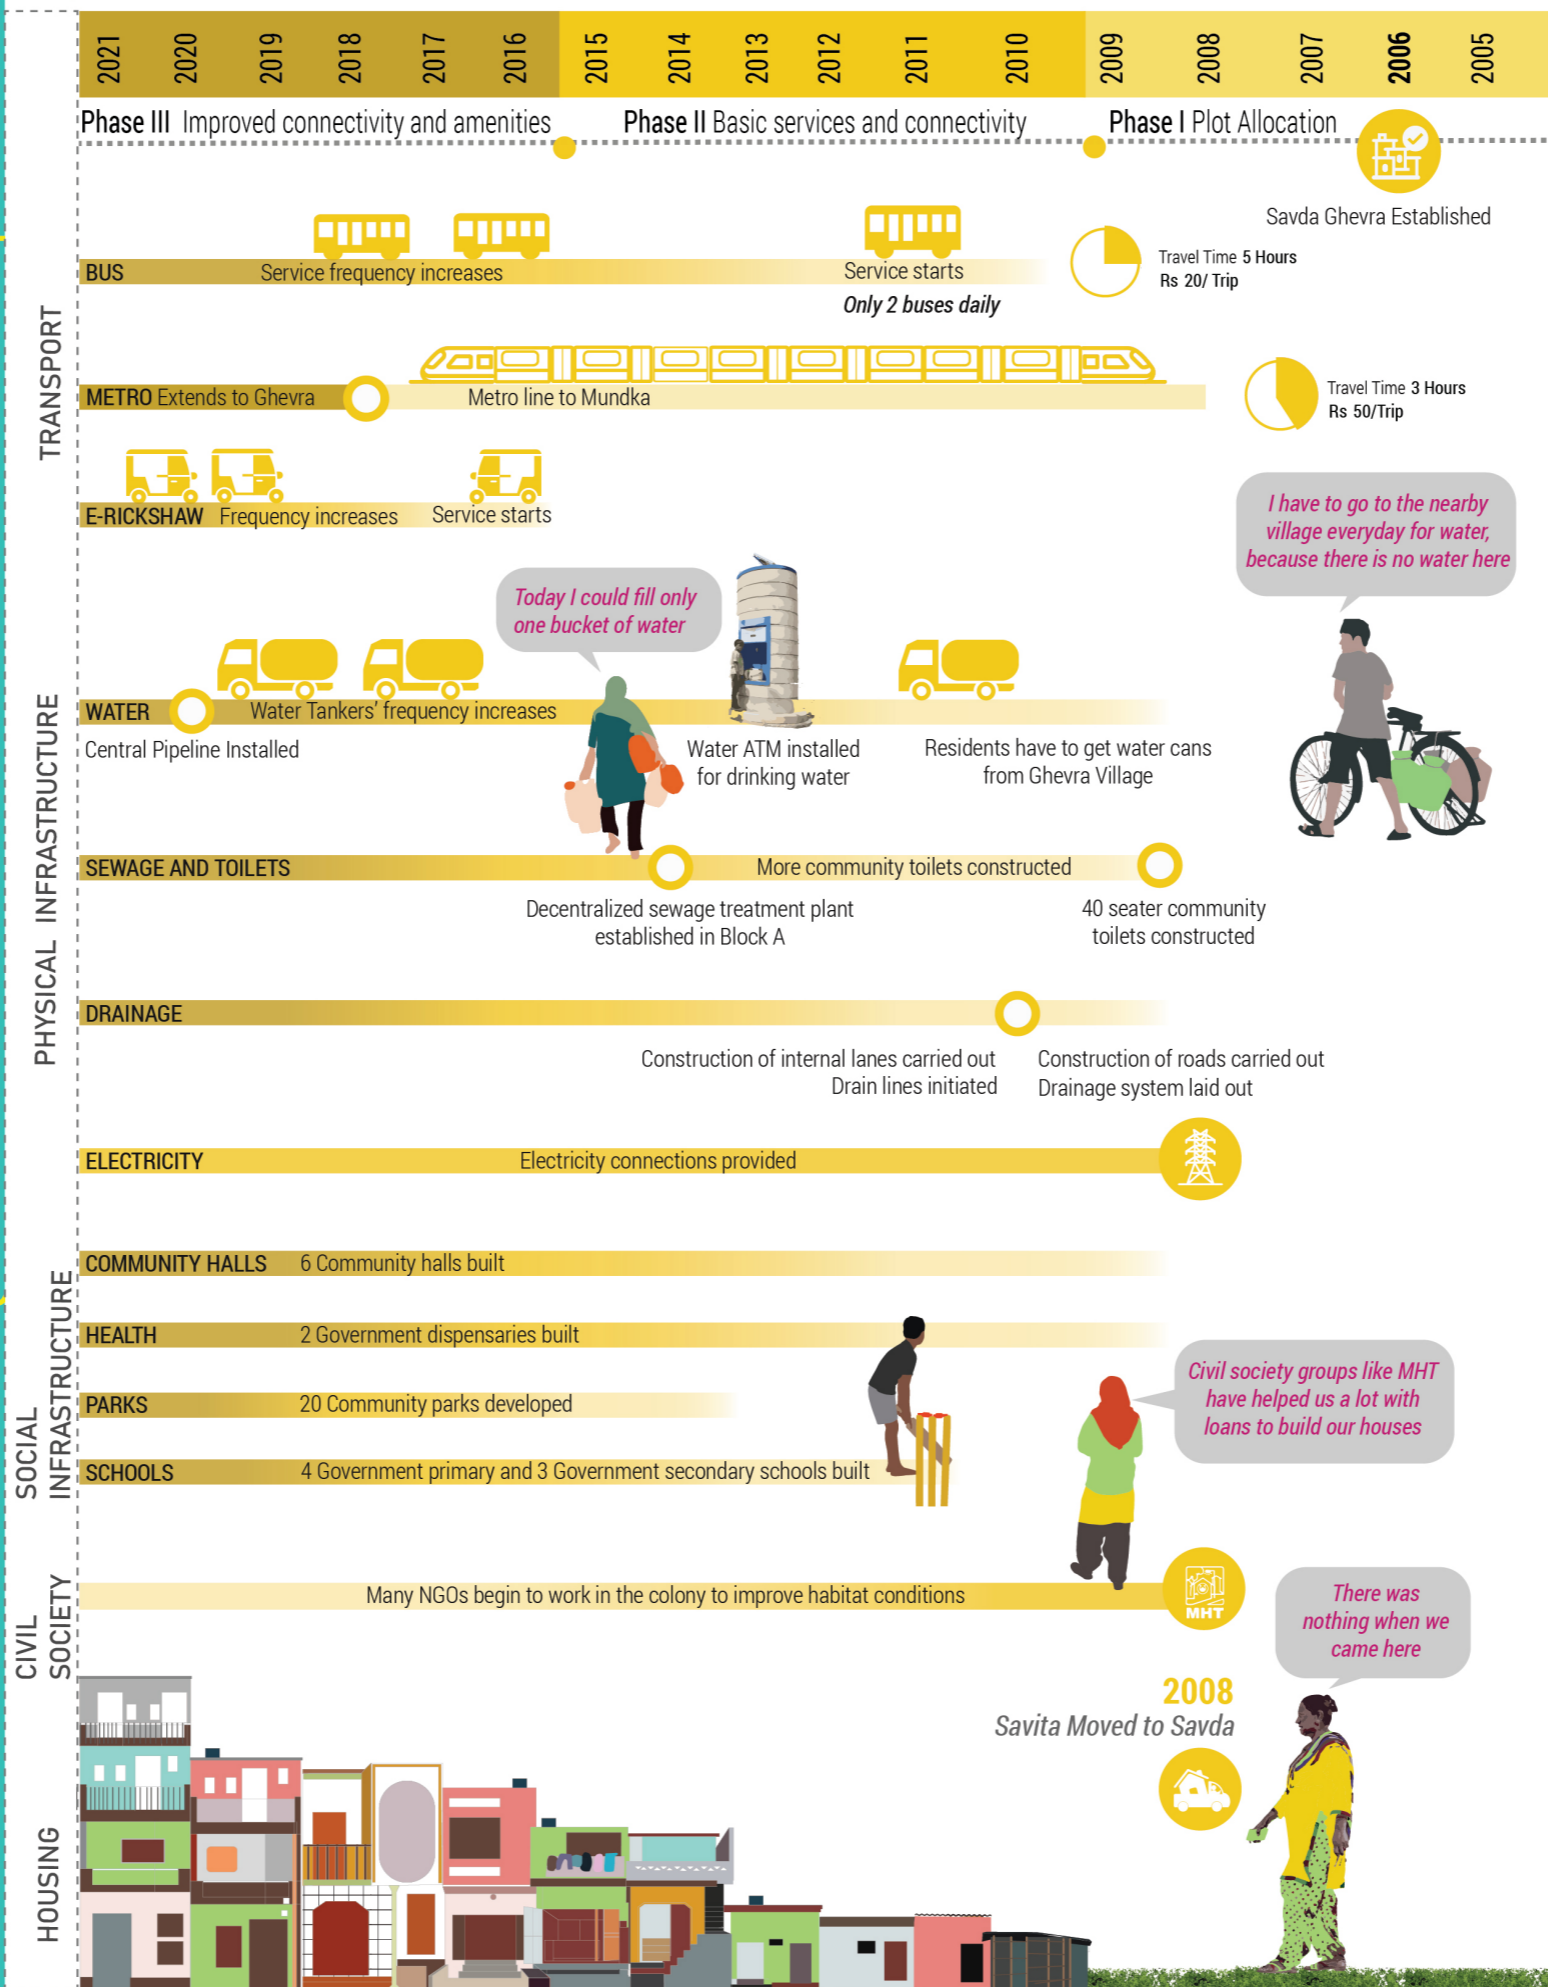 2021 2020 2019 2018 2017 2016 2015 2014 2013 2012 2011 2010 2009 2008 2007 2006 2005
Phase III Improved connectivity and amenities
Phase II Basic services and connectivity
Phase I Plot Allocation
Savda Ghevra Established
TRANSPORT
BUS
Service frequency increases
Service starts
Only 2 buses daily
Travel Time 5 Hours
Rs 20/ Trip
METRO Extends to Ghevra
Metro line to Mundka
Travel Time 3 Hours
Rs 50/Trip
E-RICKSHAW
Frequency increases
Service starts
I have to go to the nearby
village everyday for water,
because there is no water here
PHYSICAL INFRASTRUCTURE
Today I could fill only
one bucket of water
WATER
Water Tankers' frequency increases
Central Pipeline Installed
Water ATM installed
for drinking water
Residents have to get water cans
from Ghevra Village
SEWAGE AND TOILETS
More community toilets constructed
Decentralized sewage treatment plant
established in Block A
40 seater community
toilets constructed
DRAINAGE
Construction of internal lanes carried out
Drain lines initiated
Construction of roads carried out
Drainage system laid out
ELECTRICITY
Electricity connections provided
SOCIAL
INFRASTRUCTURE
COMMUNITY HALLS
6 Community halls built
HEALTH
2 Government dispensaries built
PARKS
20 Community parks developed
SCHOOLS
4 Government primary and 3 Government secondary schools built
Civil society groups like MHT
have helped us a lot with
loans to build our houses
CIVIL
SOCIETY
Many NGOs begin to work in the colony to improve habitat conditions
MHT
There was
nothing when we
came here
HOUSING
2008
Savita Moved to Savda